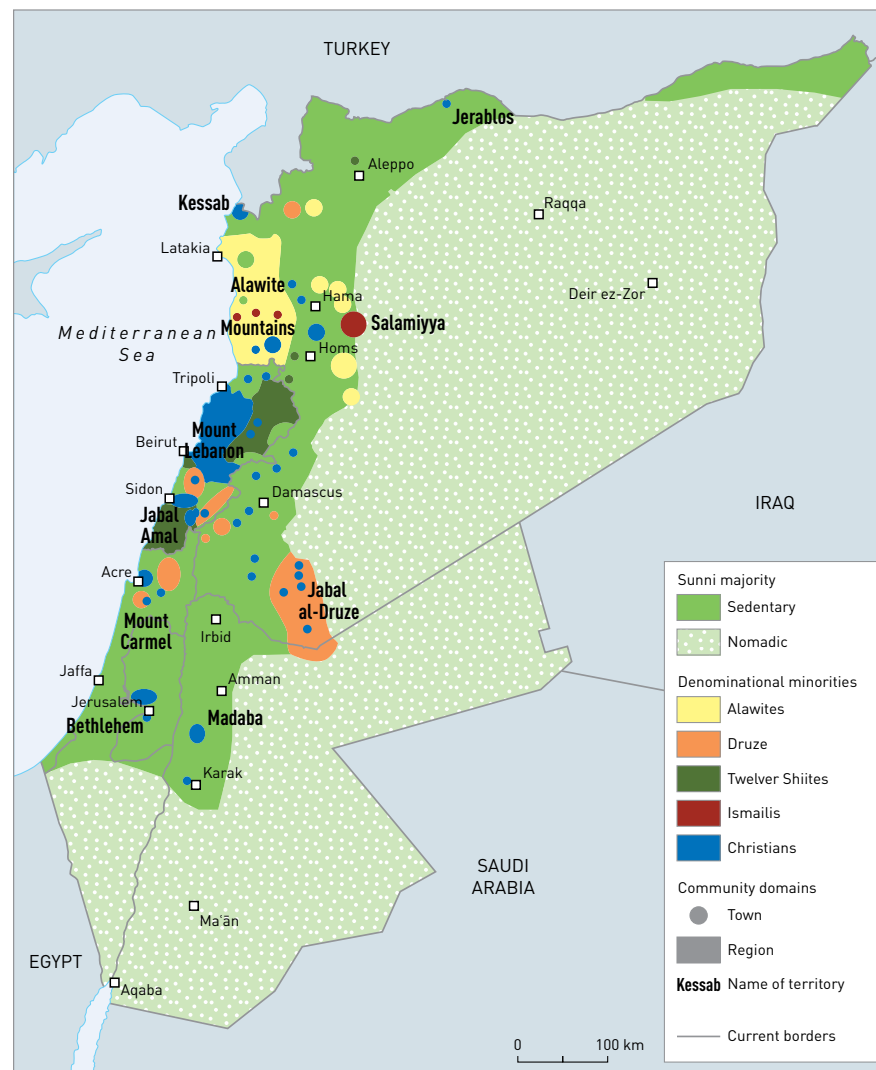 TURKEY
Jerablos
Aleppo
Kessab
Raqqa
Latakia
Alawite
Mountains
Deir ez-Zor
Hama
Salamiyya
Mediterranean
Sea
Homs
Tripoli
Mount
Lebanon
Beirut
Sidon
Damascus
IRAQ
Jabal
Amal
Acre
Jabal
al-Druze
Mount
Carmel
Irbid
Jaffa
Amman
Jerusalem
Bethlehem
Madaba
Karak
SAUDI
ARABIA
Maʿān
EGYPT
Aqaba
0 100 km
Sunni majority
Sedentary
Nomadic
Denominational minorities
Alawites
Druze
Twelver Shiites
Ismailis
Christians
Community domains
Town
Region
Kessab Name of territory
Current borders